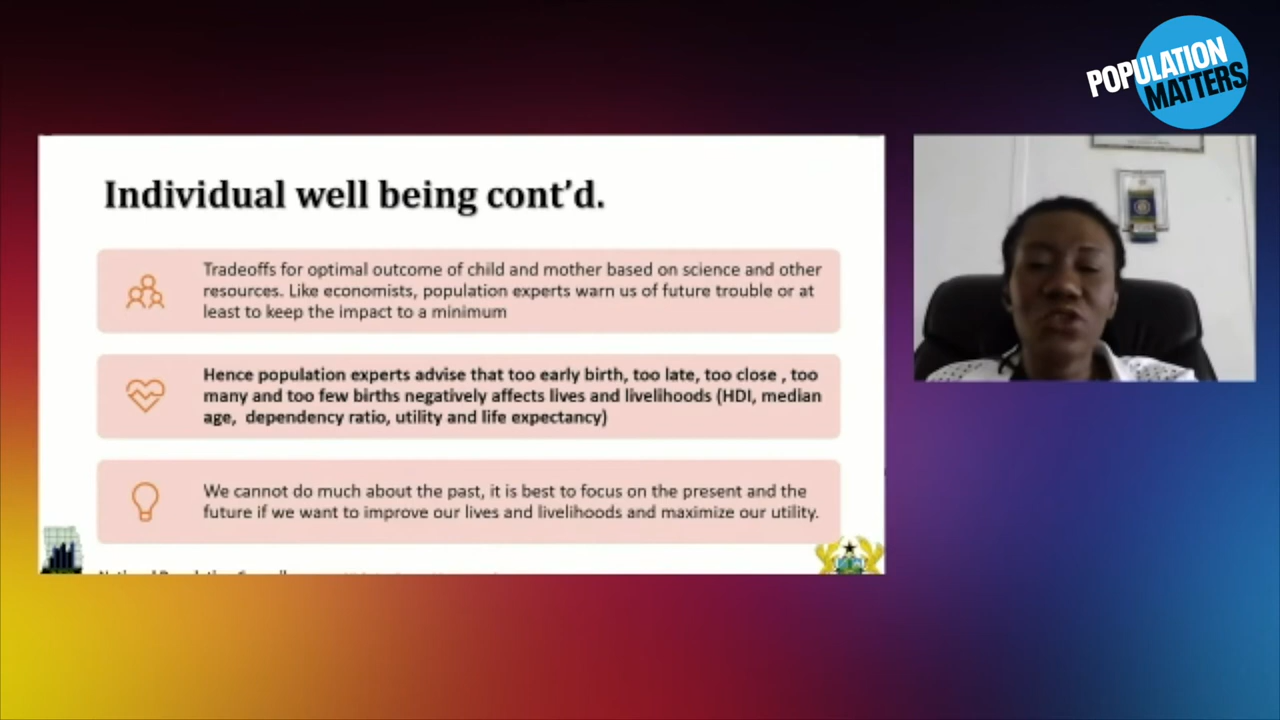 POPULATION
MATTERS
Individual well being cont’d.
Tradeoffs for optimal outcome of child and mother based on science and other
resources. Like economists, population experts warn us of future trouble or at
least to keep the impact to a minimum
Hence population experts advise that too early birth, too late, too close , too
many and too few births negatively affects lives and livelihoods (HDI, median
age, dependency ratio, utility and life expectancy)
We cannot do much about the past, it is best to focus on the present and the
future if we want to improve our lives and livelihoods and maximize our utility.